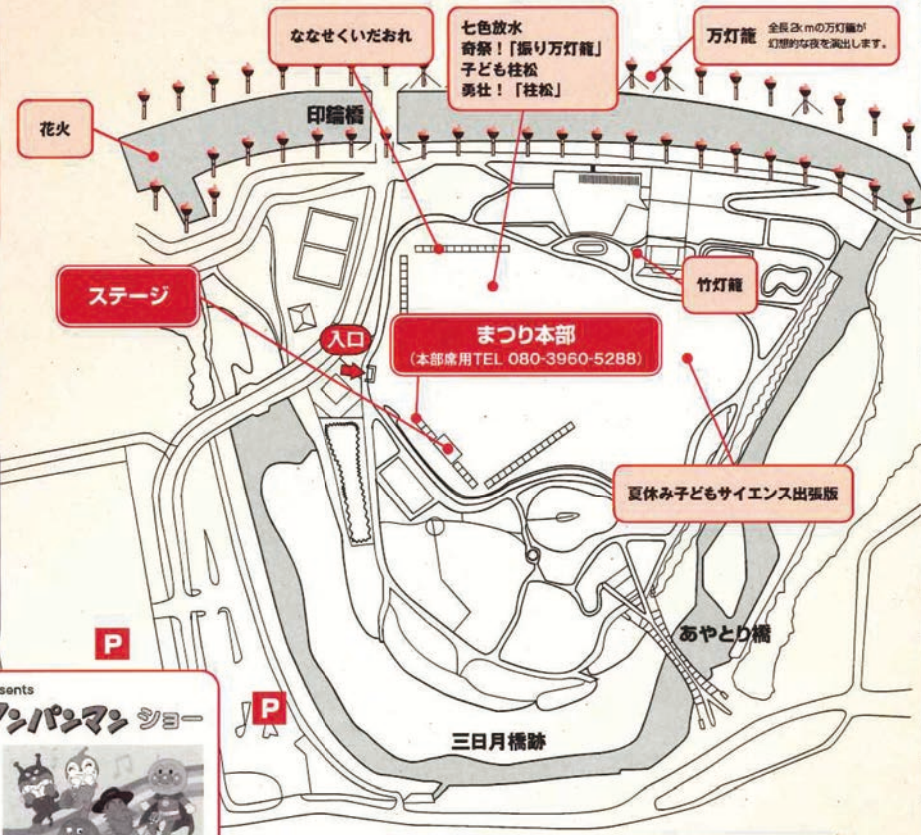 ななせくいだおれ
七色放水
奇祭!「振り万灯籠」
子ども柱松
勇壮!「柱松」
万灯籠 全長2kmの万灯籠が
幻想的な夜を演出します。
花火
印鑰橋
竹灯籠
ステージ
入口
まつり本部
(本部席用TEL 080-3960-5288)
夏休み子どもサイエンス出張版
あやとり橋
P
P
三日月橋跡
sents
アンパンマン ショー